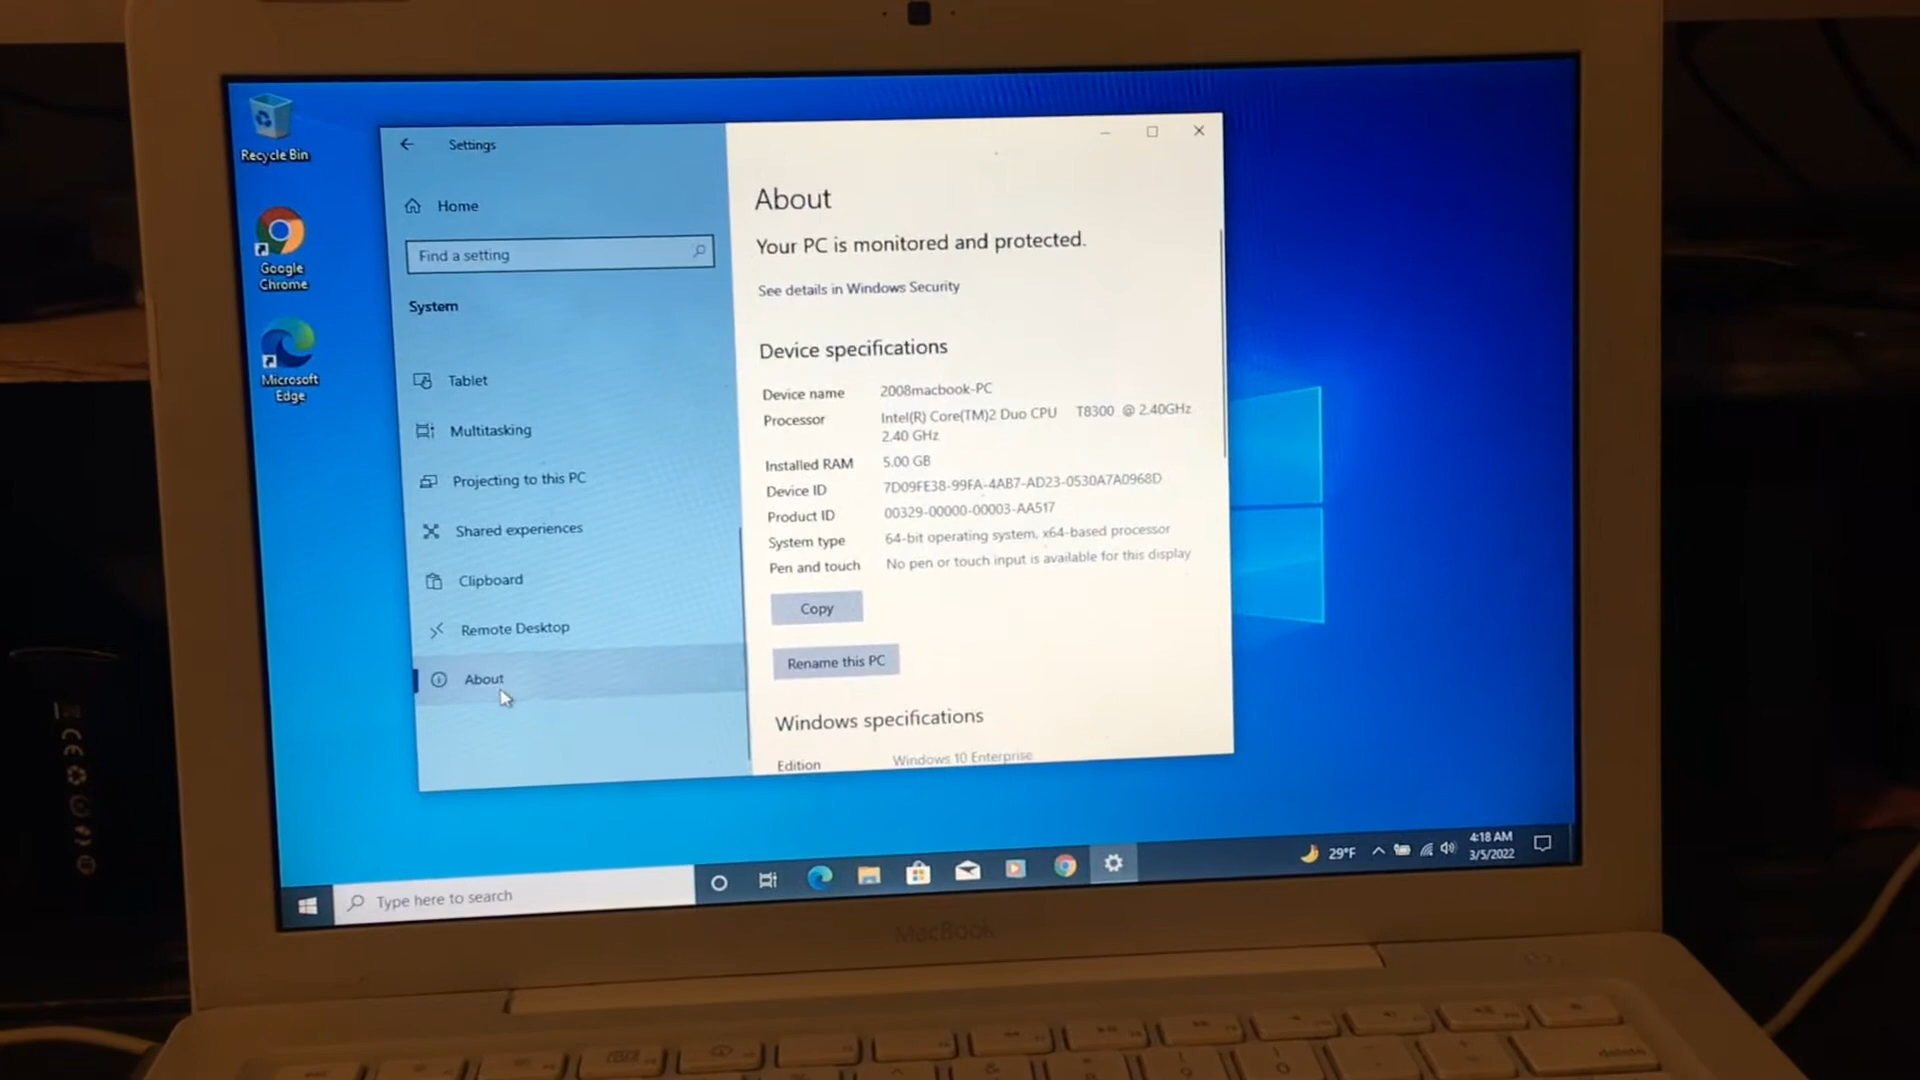 Recycle Bin
Google
Chrome
Microsoft
Edge
Settings
Home
Find a setting
System
Tablet
Multitasking
Projecting to this PC
Shared experiences
Clipboard
Remote Desktop
About
About
Your PC is monitored and protected.
See details in Windows Security
Device specifications
Device name 2008macbook-PC
Processor Intel(R) Core(TM)2 Duo CPU T8300 @ 2.40GHz
2.40 GHz
Installed RAM 5.00 GB
Device ID 7D09FE38-99FA-4AB7-AD23-0530A7A0968D
Product ID 00329-00000-00003-AA517
System type 64-bit operating system, x64-based processor
Pen and touch No pen or touch input is available for this display
Copy
Rename this PC
Windows specifications
Edition Windows 10 Enterprise
Type here to search
29°F
4:18 AM
3/5/2022
MacBook
delete